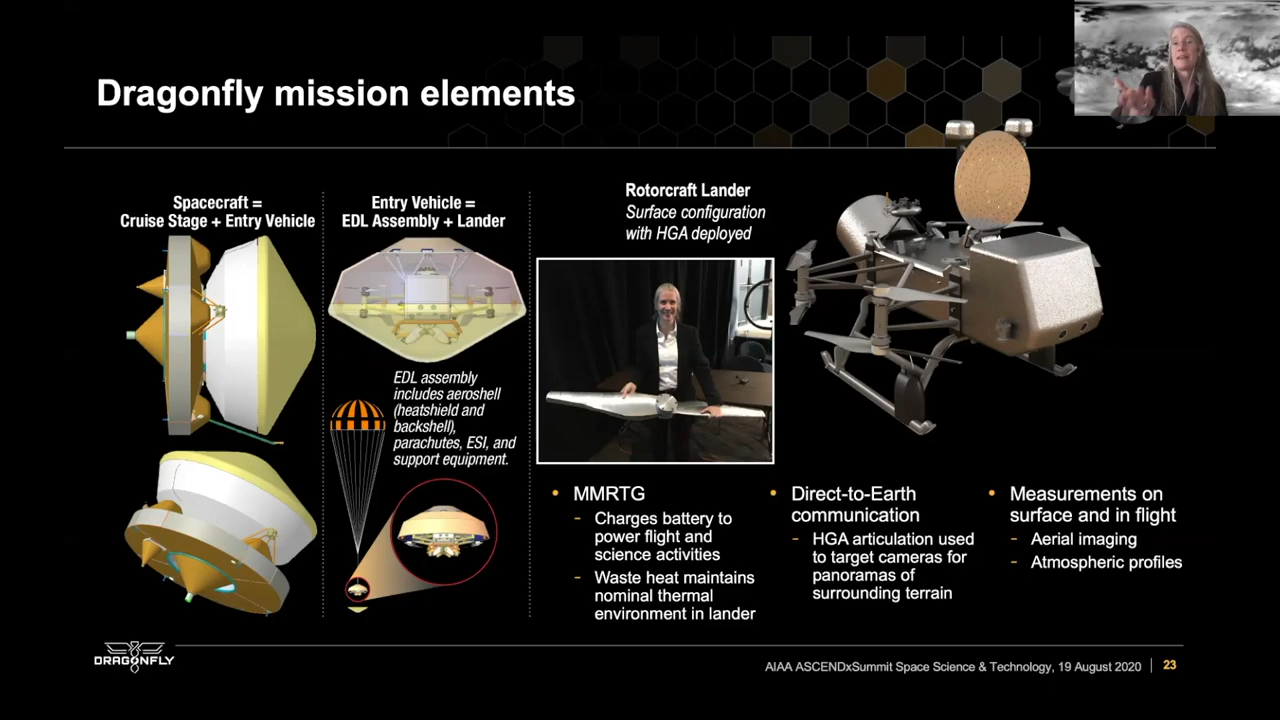 Dragonfly mission elements
Spacecraft =
Cruise Stage + Entry Vehicle
Entry Vehicle =
EDL Assembly + Lander
EDL assembly
includes aeroshell
(heatshield and
backshell),
parachutes, ESI, and
support equipment.
Rotorcraft Lander
Surface configuration
with HGA deployed
• MMRTG
- Charges battery to
power flight and
science activities
- Waste heat maintains
nominal thermal
environment in lander
• Direct-to-Earth
communication
- HGA articulation used
to target cameras for
panoramas of
surrounding terrain
• Measurements on
surface and in flight
- Aerial imaging
- Atmospheric profiles
DRAGONFLY
AIAA ASCENDxSummit Space Science & Technology, 19 August 2020 | 23